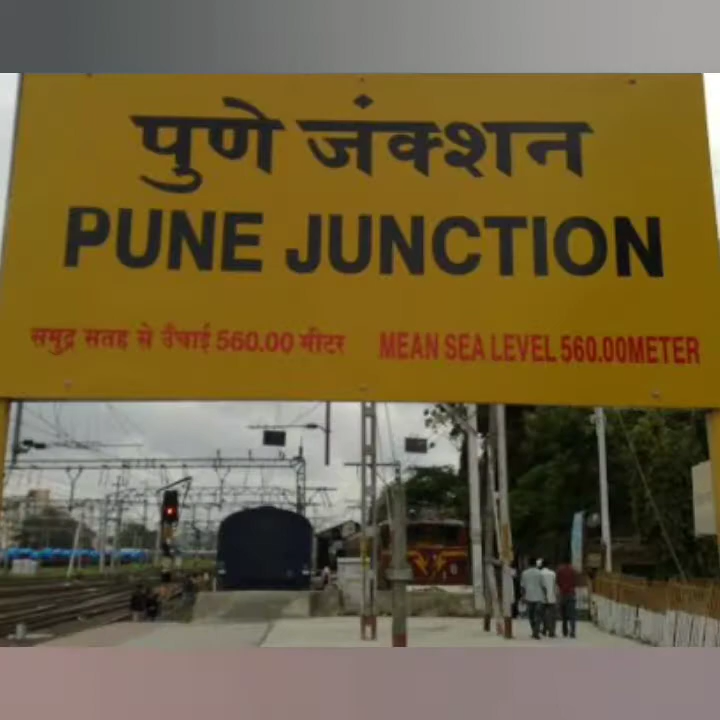 पुणे जंक्शन
PUNE JUNCTION
समुद्र सतह से उँचाई 560.00 मीटर MEAN SEA LEVEL 560.00METER